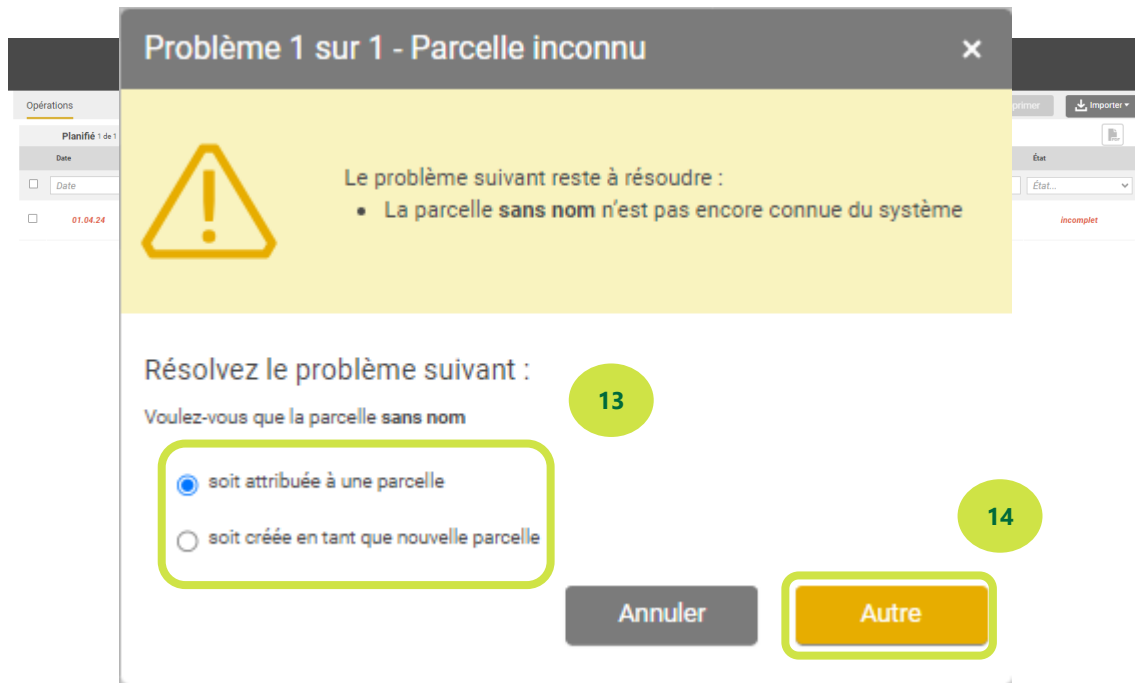 Problème 1 sur 1 - Parcelle inconnu ×
Opérations
Importer
Planifié 1 de 1
Date
État
Date
État...
Le problème suivant reste à résoudre :
• La parcelle sans nom n'est pas encore connue du système
01.04.24
incomplet
Résolvez le problème suivant :
13
Voulez-vous que la parcelle sans nom
soit attribuée à une parcelle
soit créée en tant que nouvelle parcelle
14
Annuler
Autre